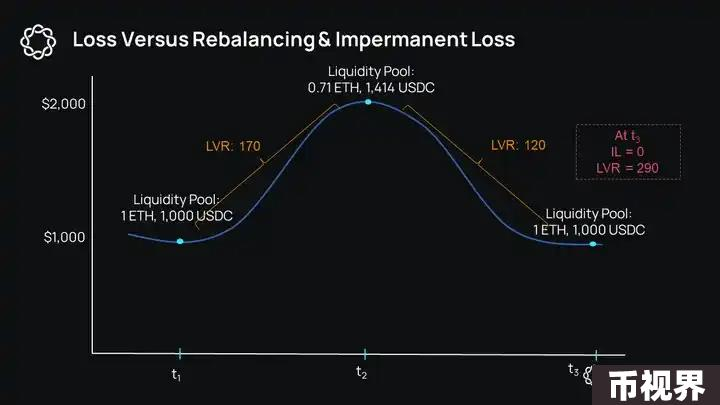 Loss Versus Rebalancing & Impermanent Loss
Liquidity Pool:
0.71 ETH, 1,414 USDC
$2,000
LVR: 170
LVR: 120
At t₃
IL = 0
LVR = 290
Liquidity Pool:
1 ETH, 1,000 USDC
Liquidity Pool:
1 ETH, 1,000 USDC
$1,000
t₁
t₂
t₃
币视界